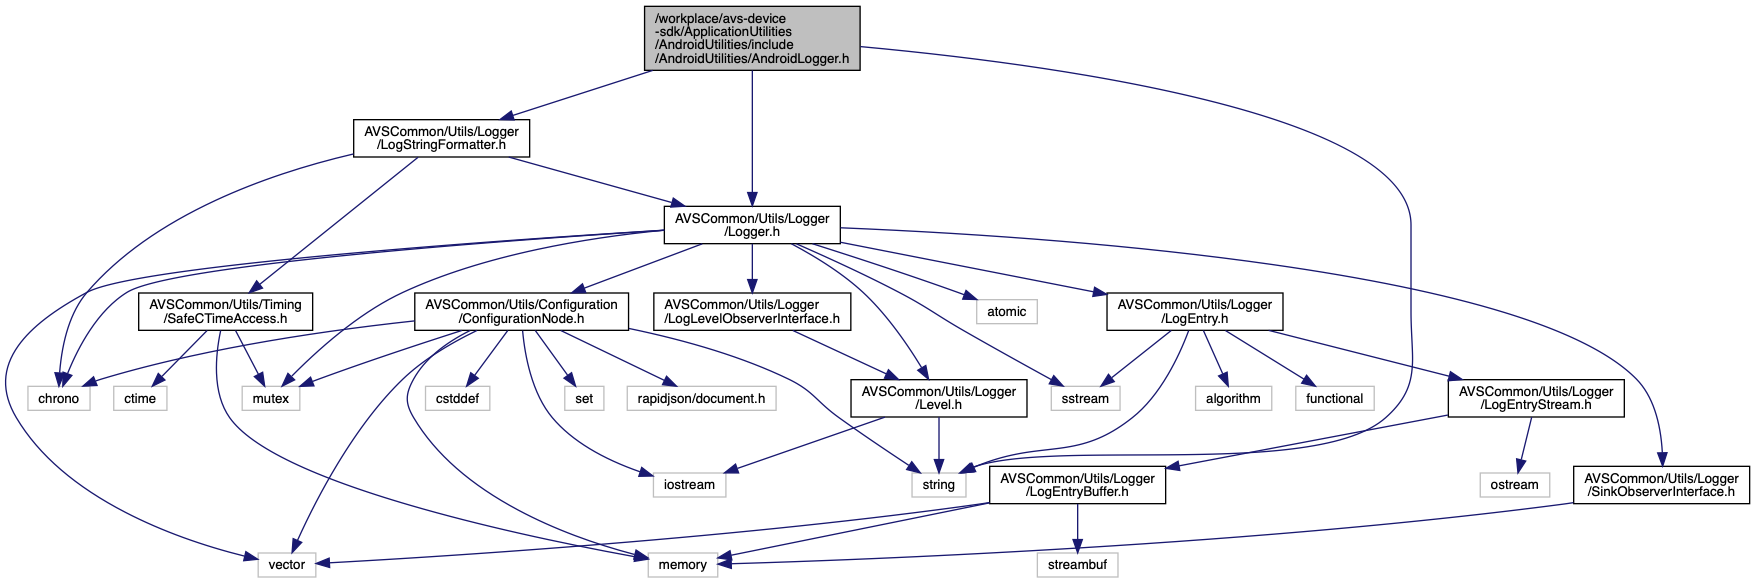 /workplace/avs-device
-sdk/ApplicationUtilities
/AndroidUtilities/include
/AndroidUtilities/AndroidLogger.h
AVSCommon/Utils/Logger
/LogStringFormatter.h
AVSCommon/Utils/Logger
/Logger.h
AVSCommon/Utils/Timing
/SafeCTimeAccess.h
AVSCommon/Utils/Configuration
/ConfigurationNode.h
AVSCommon/Utils/Logger
/LogLevelObserverInterface.h
atomic
AVSCommon/Utils/Logger
/LogEntry.h
chrono
ctime
mutex
cstddef
set
rapidjson/document.h
AVSCommon/Utils/Logger
/Level.h
sstream
algorithm
functional
AVSCommon/Utils/Logger
/LogEntryStream.h
iostream
string
AVSCommon/Utils/Logger
/LogEntryBuffer.h
ostream
AVSCommon/Utils/Logger
/SinkObserverInterface.h
vector
memory
streambuf